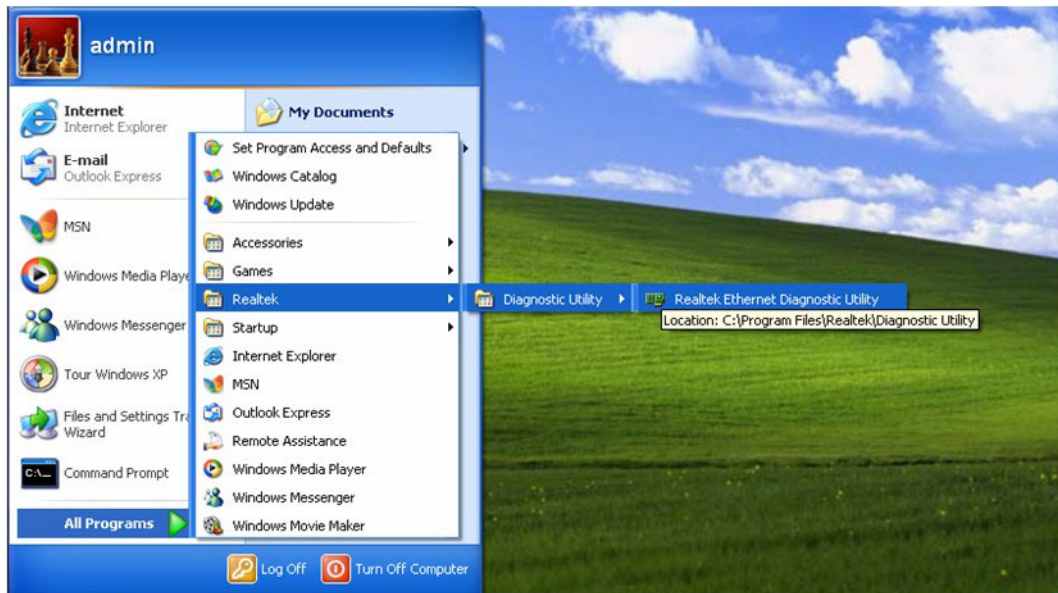 admin
Internet
Internet Explorer
E-mail
Outlook Express
MSN
Windows Media Playe
Windows Messenger
Tour Windows XP
Files and Settings Tra
Wizard
C:\_
Command Prompt
All Programs
My Documents
Set Program Access and Defaults
Windows Catalog
Windows Update
Accessories
Games
Realtek
Startup
Internet Explorer
MSN
Outlook Express
Remote Assistance
Windows Media Player
Windows Messenger
Windows Movie Maker
Diagnostic Utility
Realtek Ethernet Diagnostic Utility
Location: C:\Program Files\Realtek\Diagnostic Utility
Log Off
Turn Off Computer